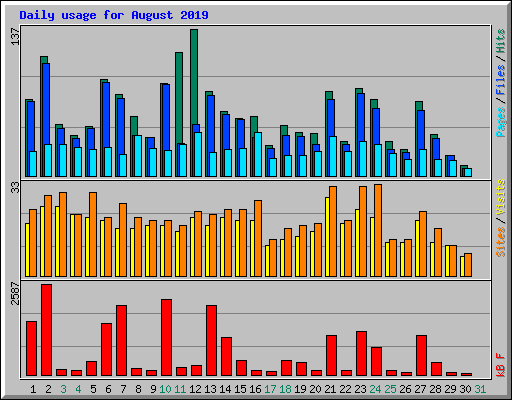 Daily usage for August 2019
137
Pages / Files / Hits
33
Sites / Visits
2587
kB F
1 2 3 4 5 6 7 8 9 10 11 12 13 14 15 16 17 18 19 20 21 22 23 24 25 26 27 28 29 30 31